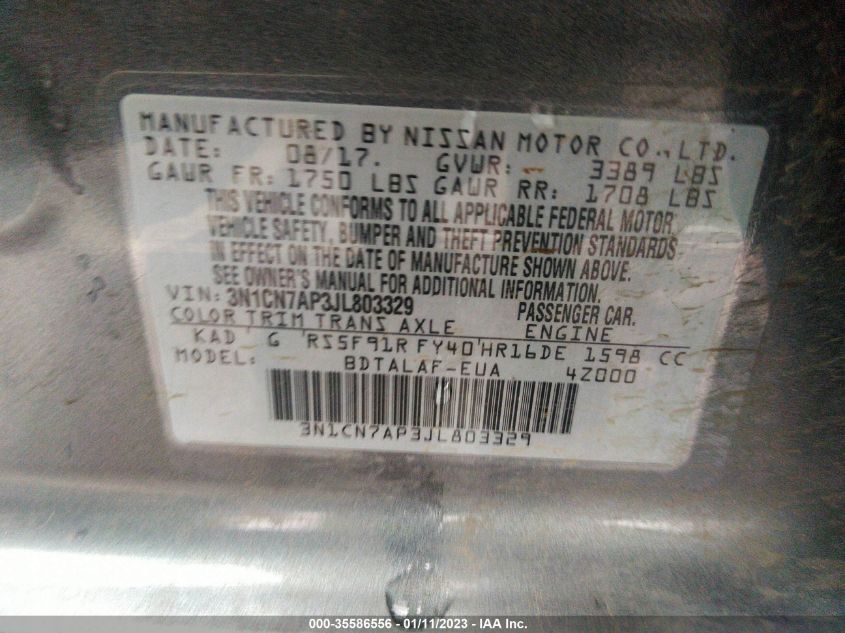 MANUFACTURED BY NISSAN MOTOR CO., LTD.
DATE: 08/17. GVWR: 3389 LBS
GAWR FR: 1750 LBS GAWR RR: 1708 LBS
THIS VEHICLE CONFORMS TO ALL APPLICABLE FEDERAL MOTOR
VEHICLE SAFETY, BUMPER AND THEFT PREVENTION STANDARDS
IN EFFECT ON THE DATE OF MANUFACTURE SHOWN ABOVE.
SEE OWNER'S MANUAL FOR ADDITIONAL INFORMATION.
VIN: 3N1CN7AP3JL803329 PASSENGER CAR.
COLOR TRIM TRANS AXLE ENGINE
KAD G RS5F91R FY40 HR16DE 1598 CC
MODEL: BDTALAF-EUA 4Z000
3N1CN7AP3JL803329
000-35586556 - 01/11/2023 - IAA Inc.